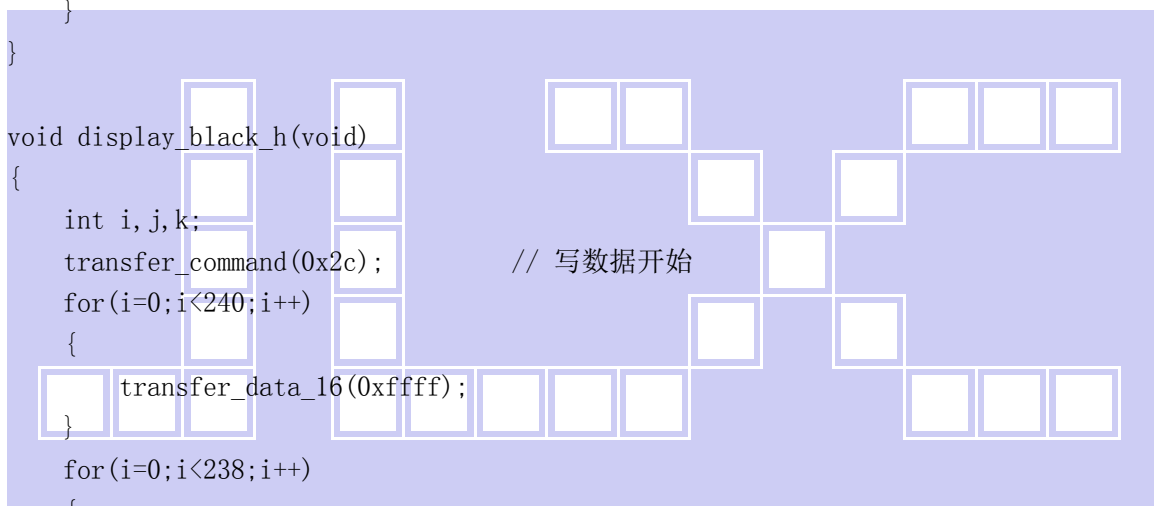 }
}
void display_black_h(void)
{
int i,j,k;
transfer_command(0x2c); // 写数据开始
for(i=0;i<240;i++)
{
transfer_data_16(0xffff);
}
for(i=0;i<238;i++)
{